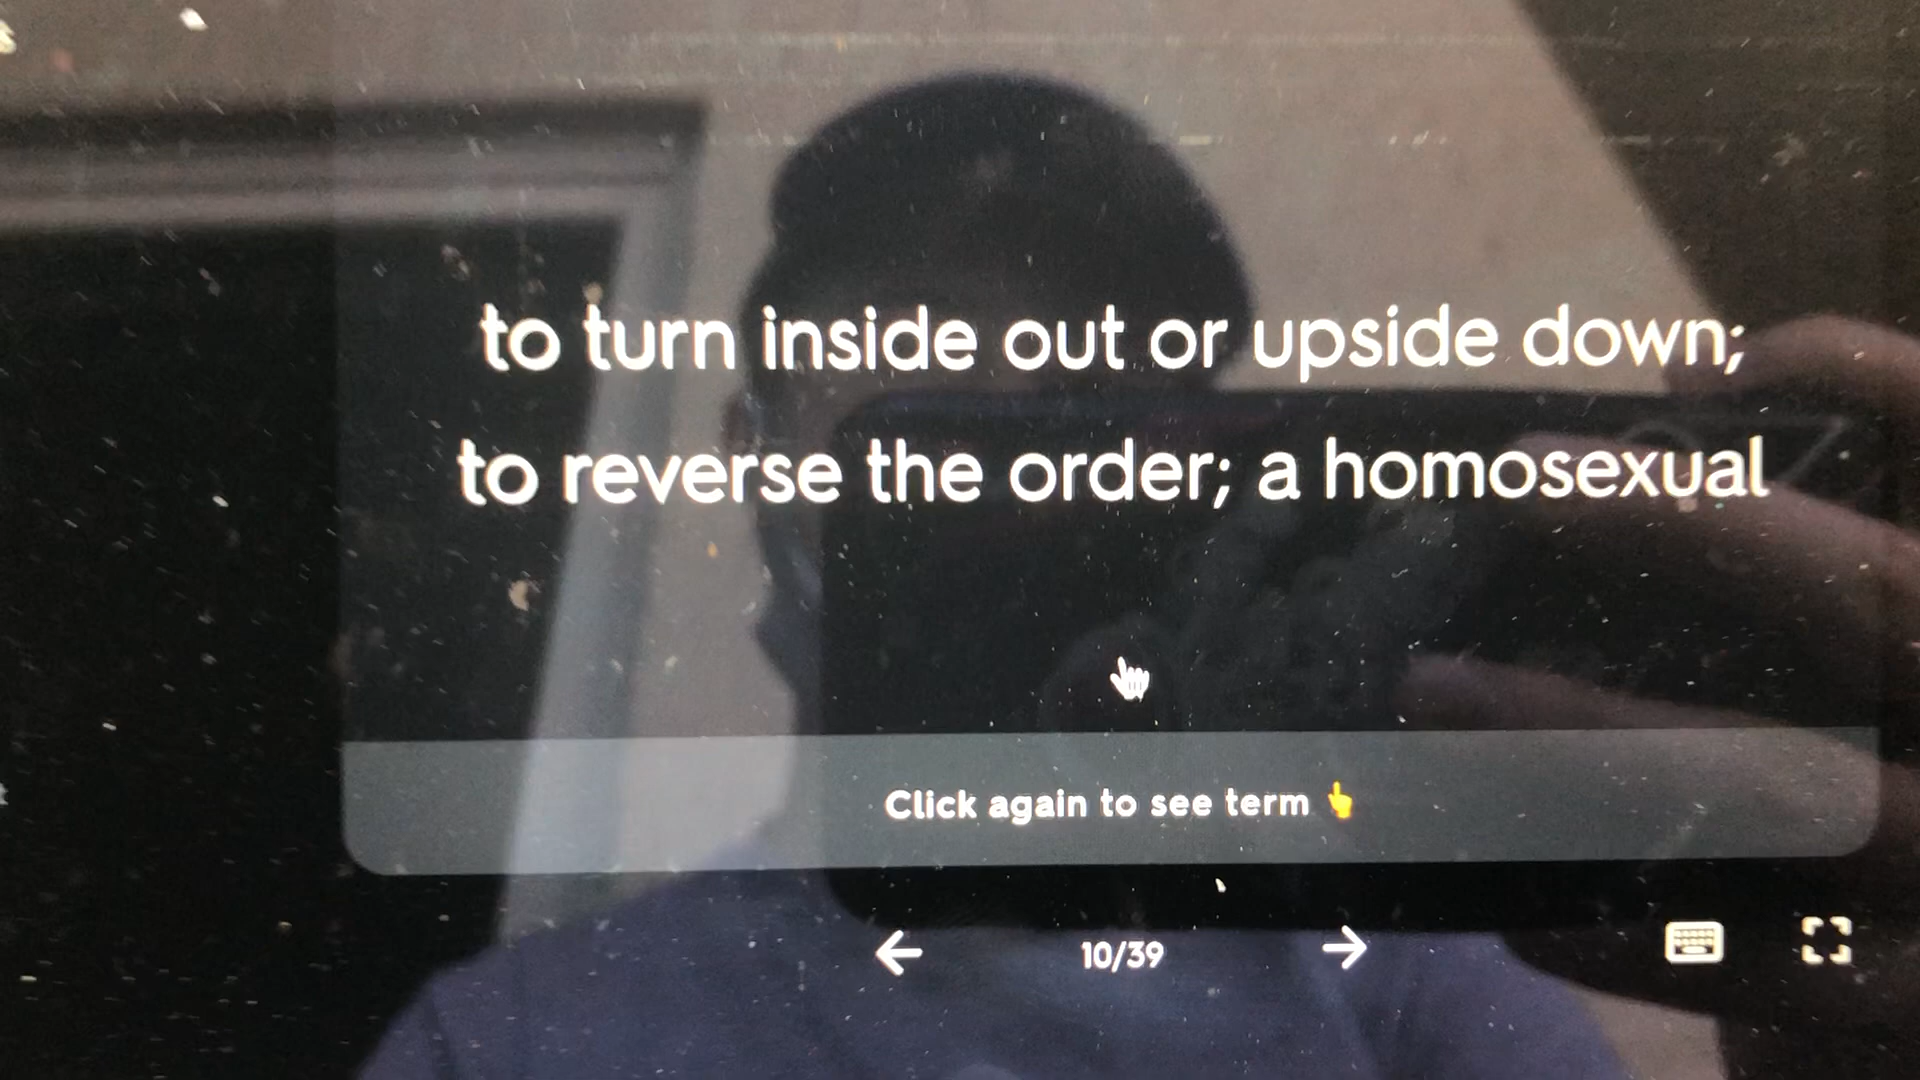 to turn inside out or upside down;
to reverse the order; a homosexual
Click again to see term 👆
10/39